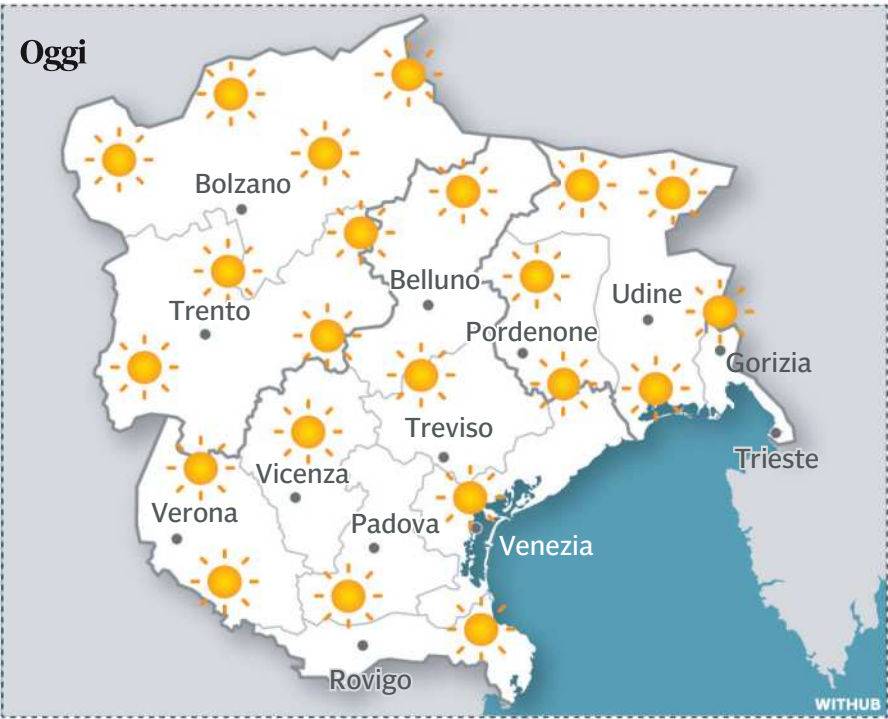 Oggi
Bolzano
Belluno
Trento
Udine
Pordenone
Gorizia
Treviso
Trieste
Vicenza
Verona
Padova
Venezia
Rovigo
WITHUB